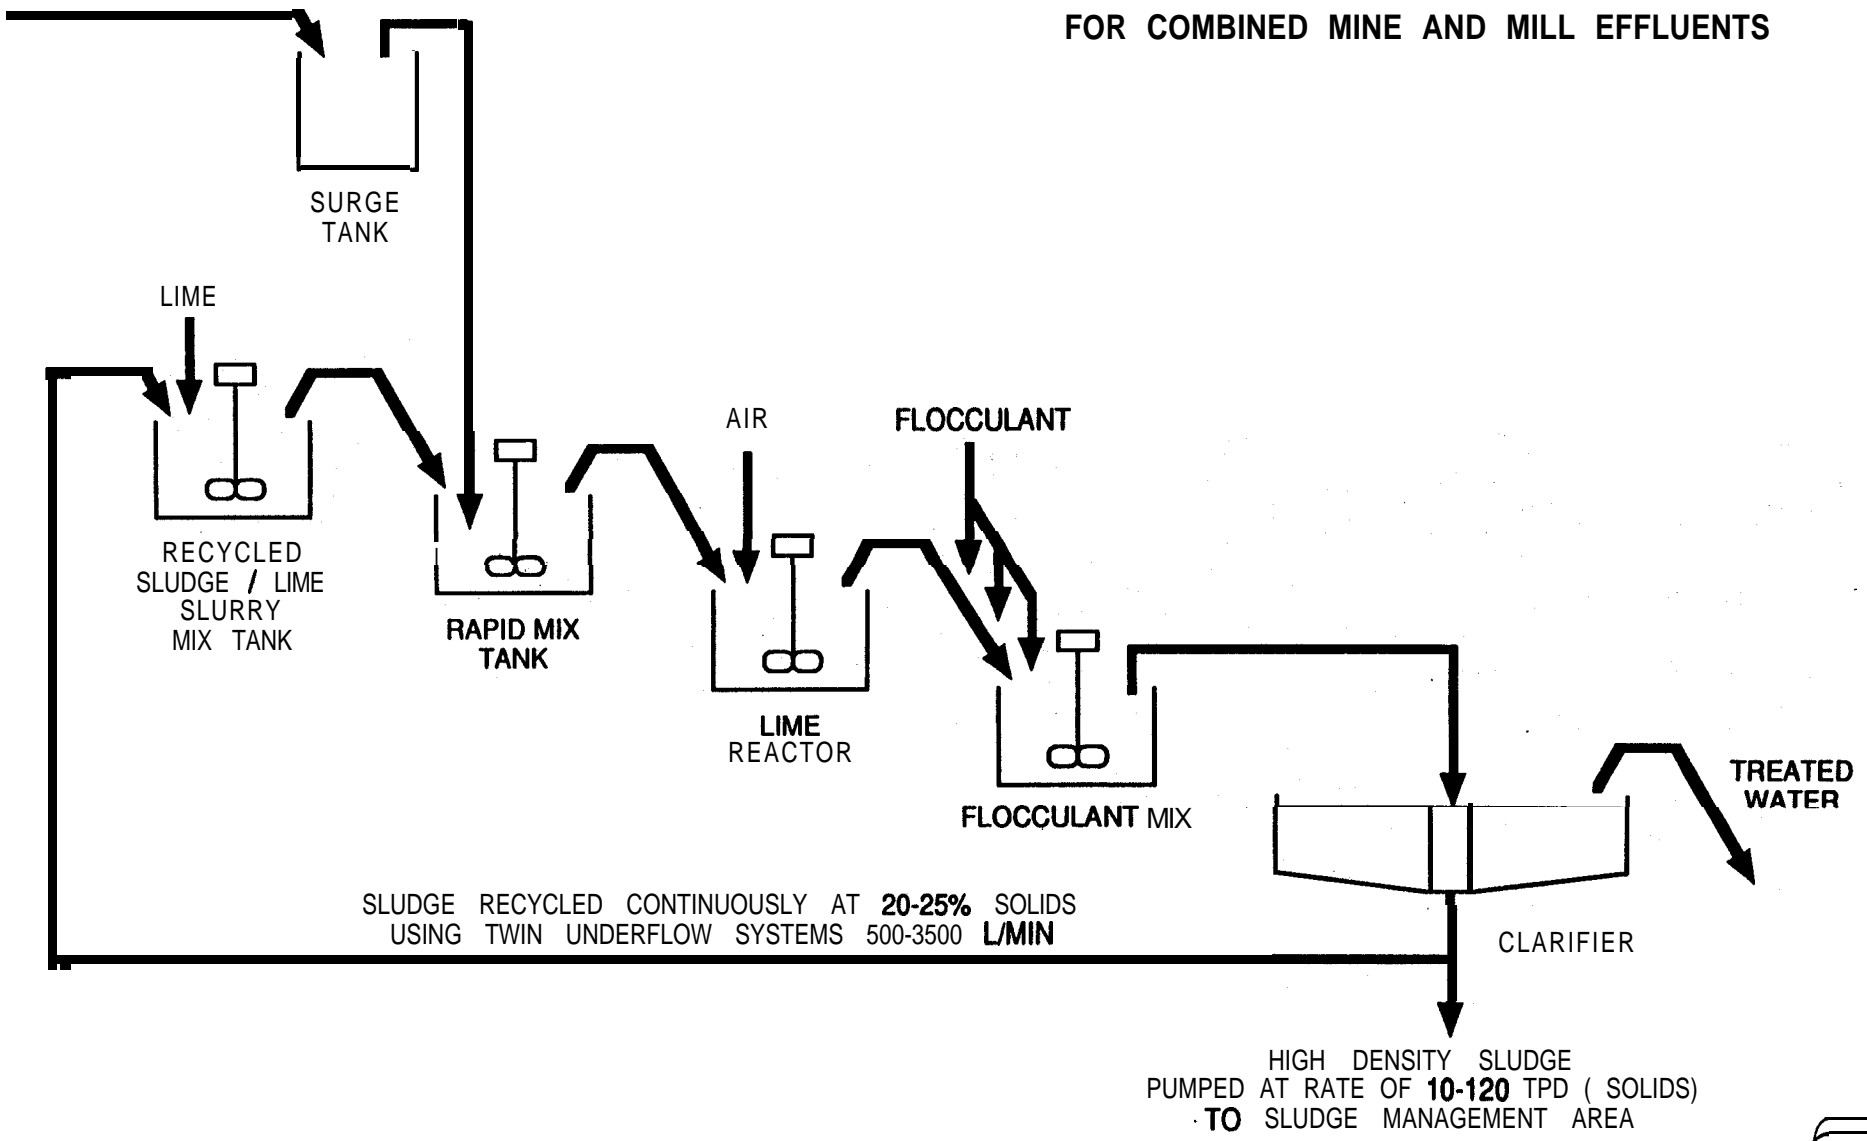 FOR COMBINED MINE AND MILL EFFLUENTS
SURGE
TANK
LIME
AIR
FLOCCULANT
RECYCLED
SLUDGE / LIME
SLURRY
MIX TANK
RAPID MIX
TANK
LIME
REACTOR
FLOCCULANT MIX
TREATED
WATER
SLUDGE RECYCLED CONTINUOUSLY AT 20-25% SOLIDS
USING TWIN UNDERFLOW SYSTEMS 500-3500 L/MIN
CLARIFIER
HIGH DENSITY SLUDGE
PUMPED AT RATE OF 10-120 TPD ( SOLIDS)
TO SLUDGE MANAGEMENT AREA